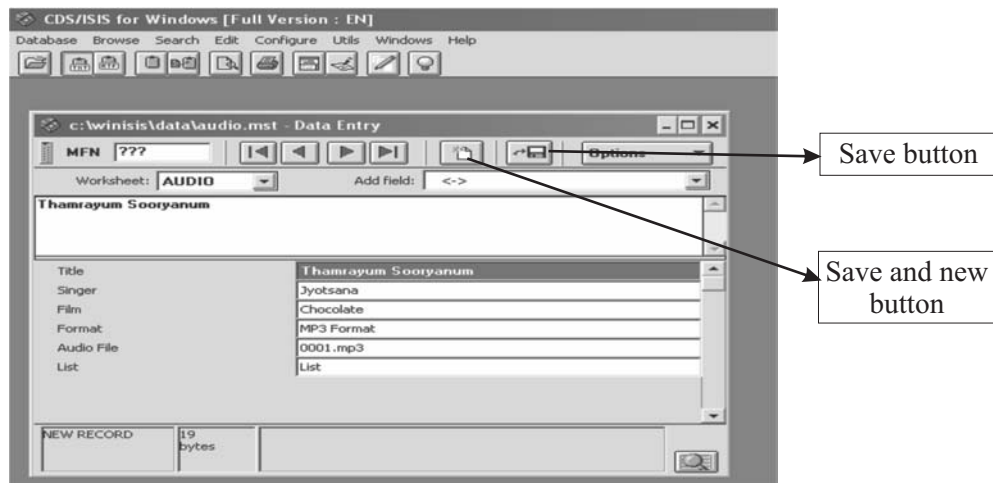 CDS/ISIS for Windows [Full Version : EN]
Database Browse Search Edit Configure Utils Windows Help
c:\winisis\data\audio.mst - Data Entry
MFN ???
Options
Save button
Worksheet: AUDIO Add field: <->
Thamrayum Sooryanum
Save and new
button
Title Thamrayum Sooryanum
Singer Jyotsana
Film Chocolate
Format MP3 Format
Audio File 0001.mp3
List List
NEW RECORD 19
bytes